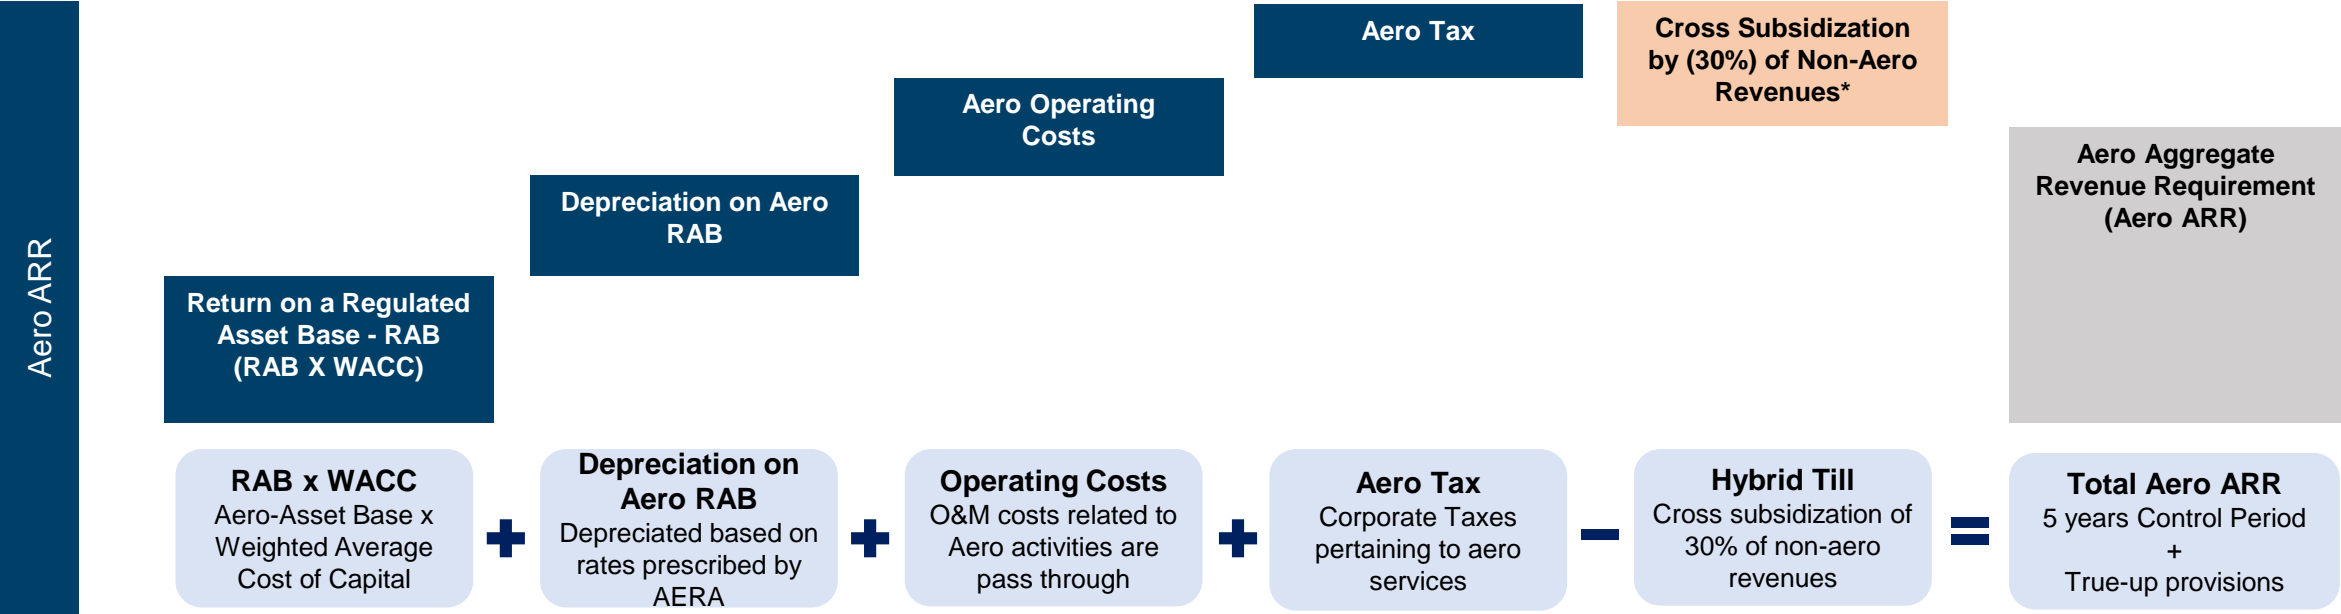 Aero ARR
Return on a Regulated
Asset Base - RAB
(RAB X WACC)
Depreciation on Aero
RAB
Aero Operating
Costs
Aero Tax
Cross Subsidization
by (30%) of Non-Aero
Revenues*
Aero Aggregate
Revenue Requirement
(Aero ARR)
RAB x WACC
Aero-Asset Base x
Weighted Average
Cost of Capital
+
Depreciation on
Aero RAB
Depreciated based on
rates prescribed by
AERA
+
Operating Costs
O&M costs related to
Aero activities are
pass through
+
Aero Tax
Corporate Taxes
pertaining to aero
services
−
Hybrid Till
Cross subsidization of
30% of non-aero
revenues
=
Total Aero ARR
5 years Control Period
+
True-up provisions